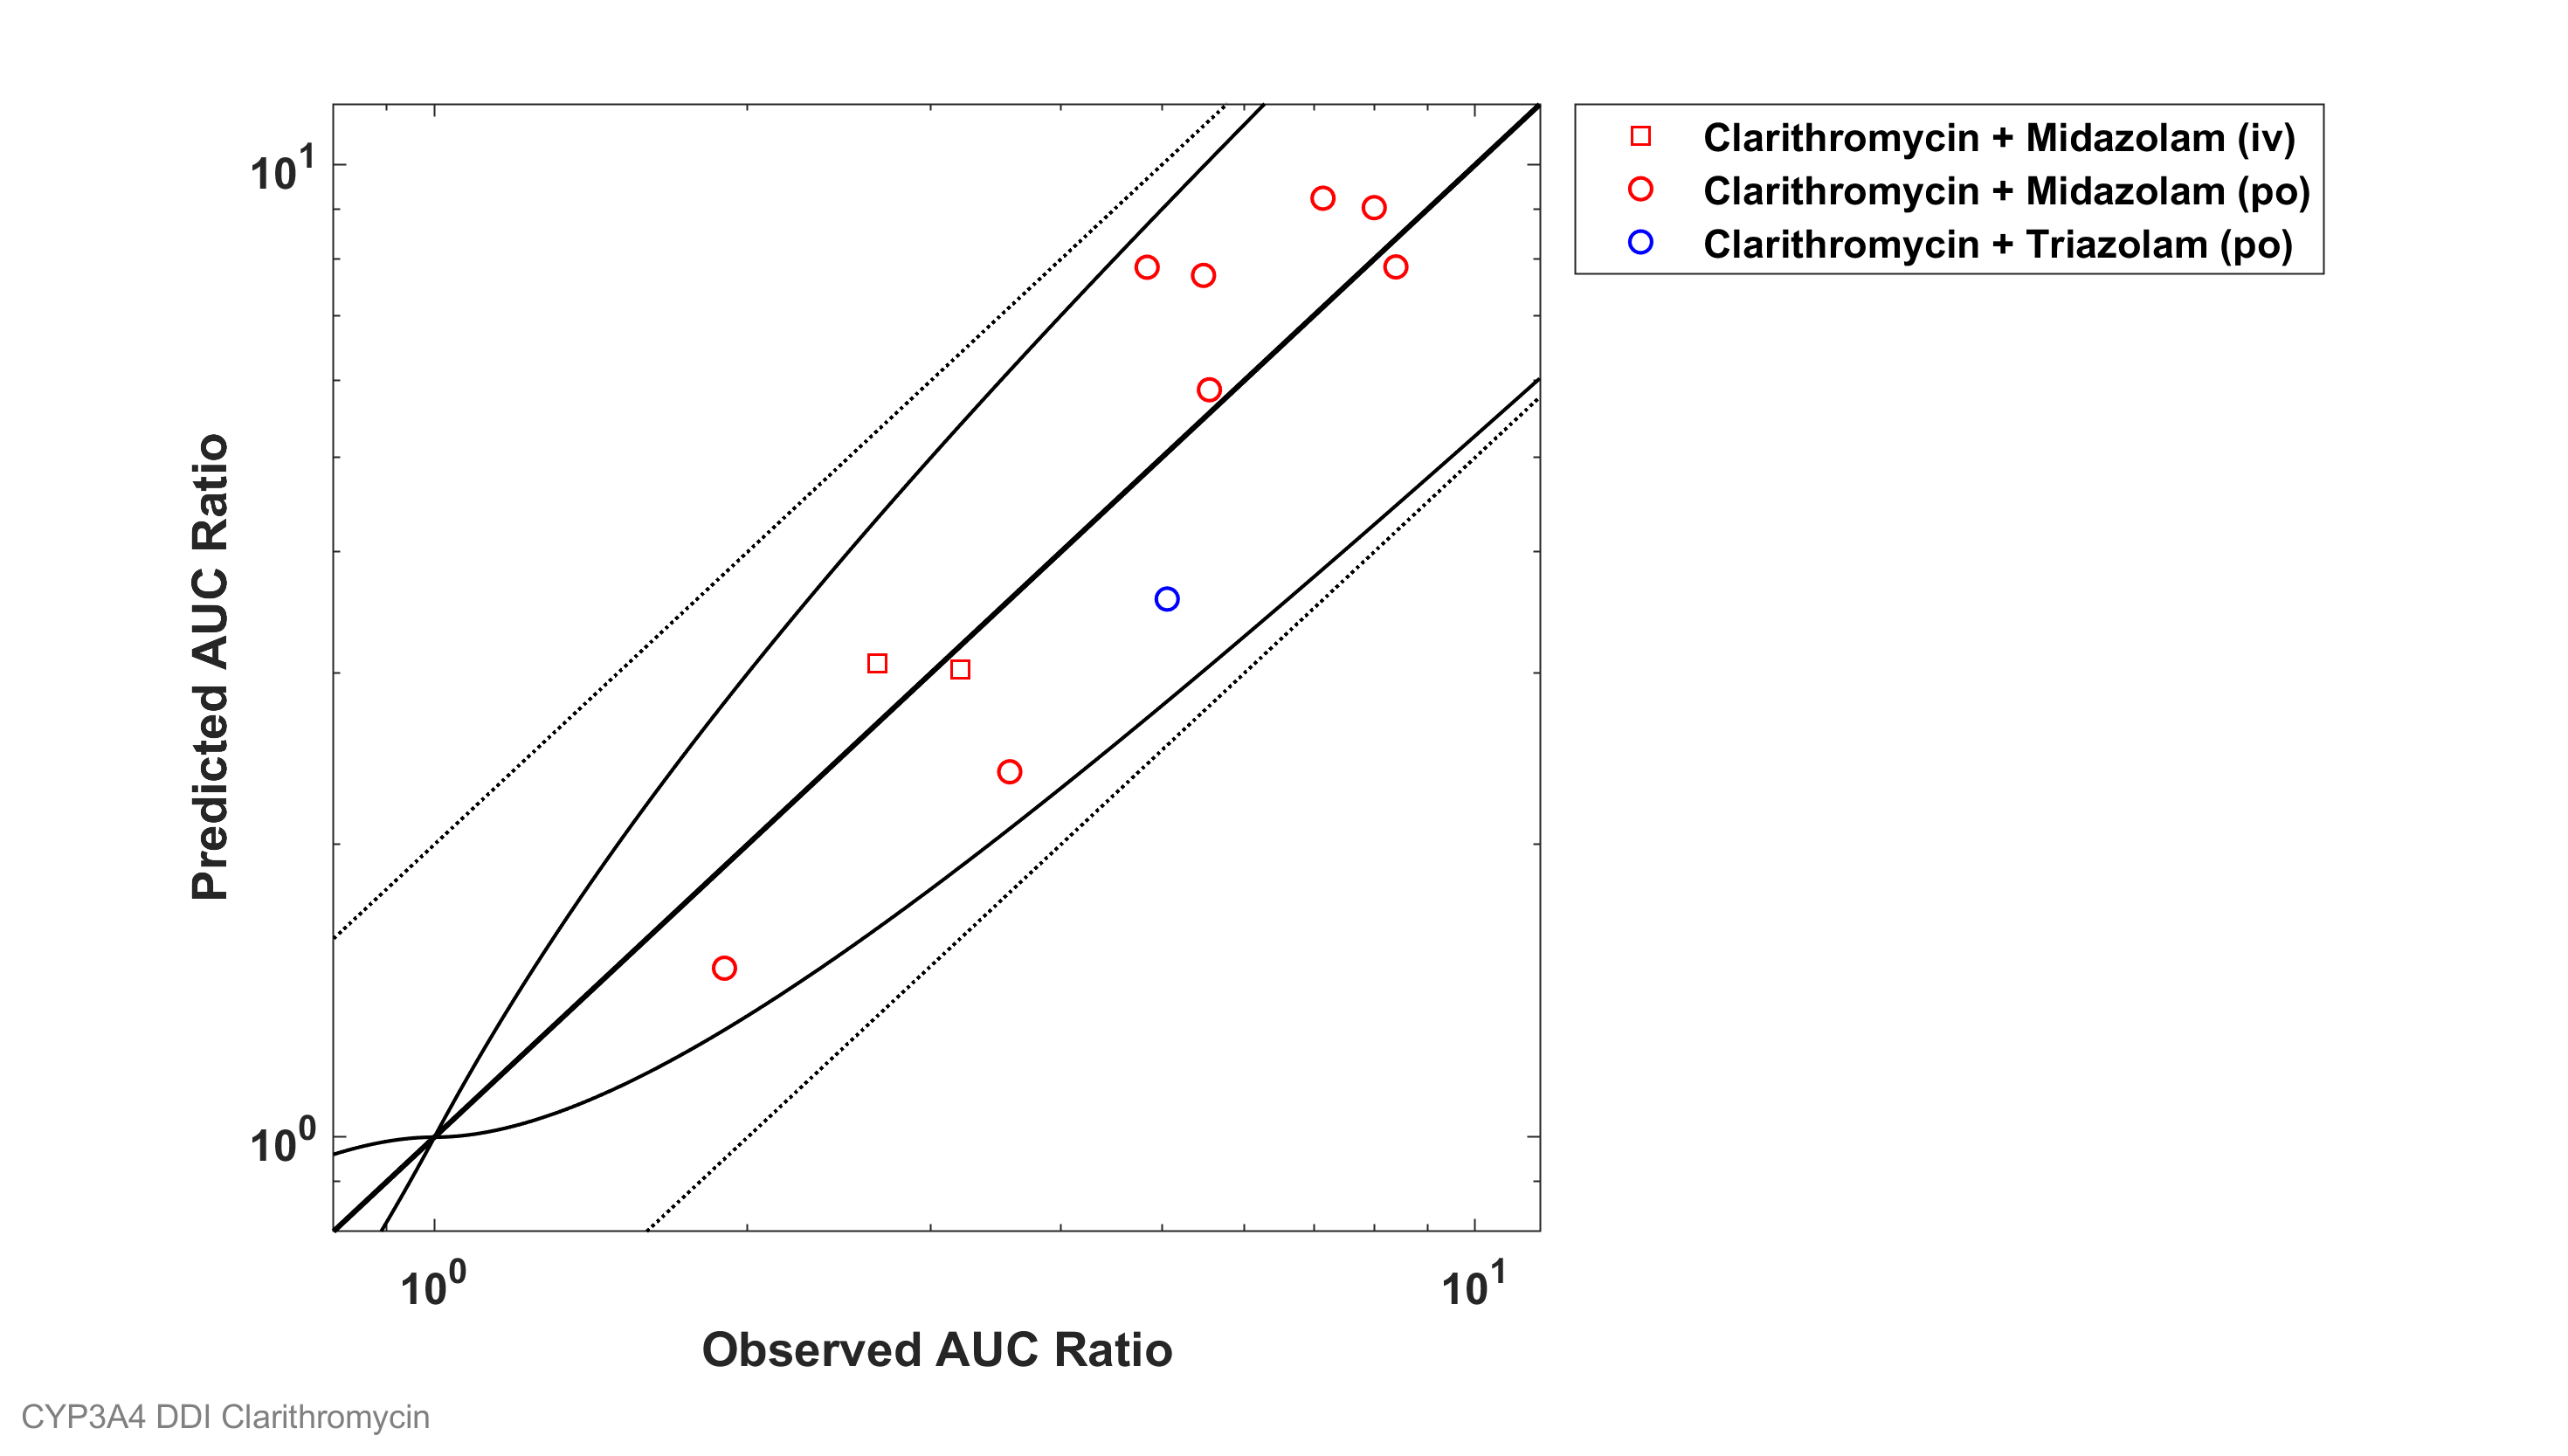 Clarithromycin + Midazolam (iv)
Clarithromycin + Midazolam (po)
Clarithromycin + Triazolam (po)
10^1
10^0
Predicted AUC Ratio
10^0
10^1
Observed AUC Ratio
CYP3A4 DDI Clarithromycin